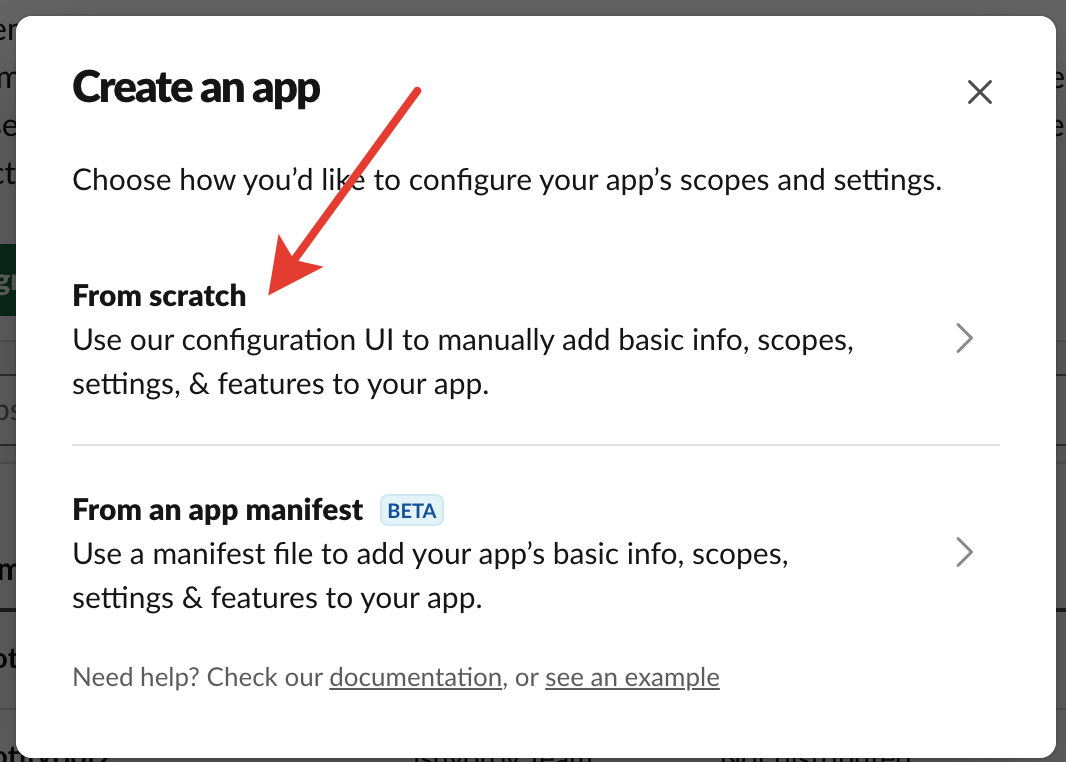 Create an app
Choose how you’d like to configure your app’s scopes and settings.
From scratch
Use our configuration UI to manually add basic info, scopes,
settings, & features to your app.
From an app manifest BETA
Use a manifest file to add your app’s basic info, scopes,
settings & features to your app.
Need help? Check our documentation, or see an example